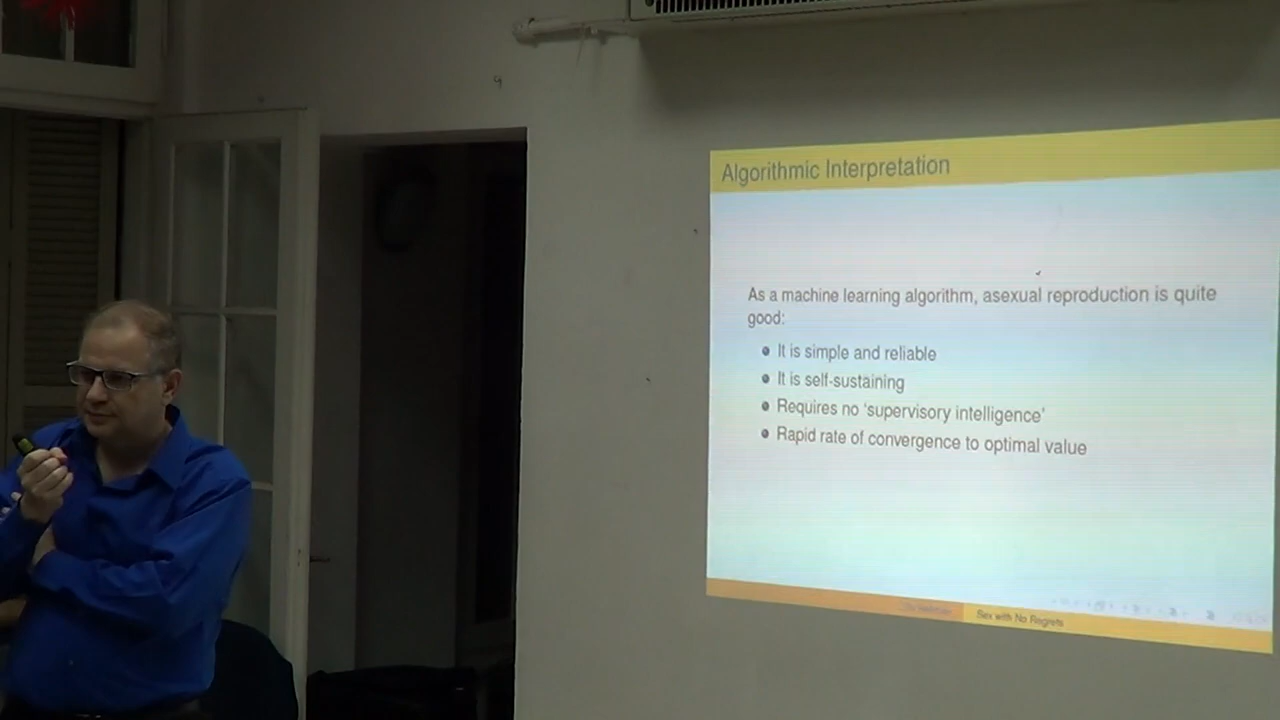 Algorithmic Interpretation
As a machine learning algorithm, asexual reproduction is quite
good:
It is simple and reliable
It is self-sustaining
Requires no ‘supervisory intelligence’
Rapid rate of convergence to optimal value
Sex with No Regrets